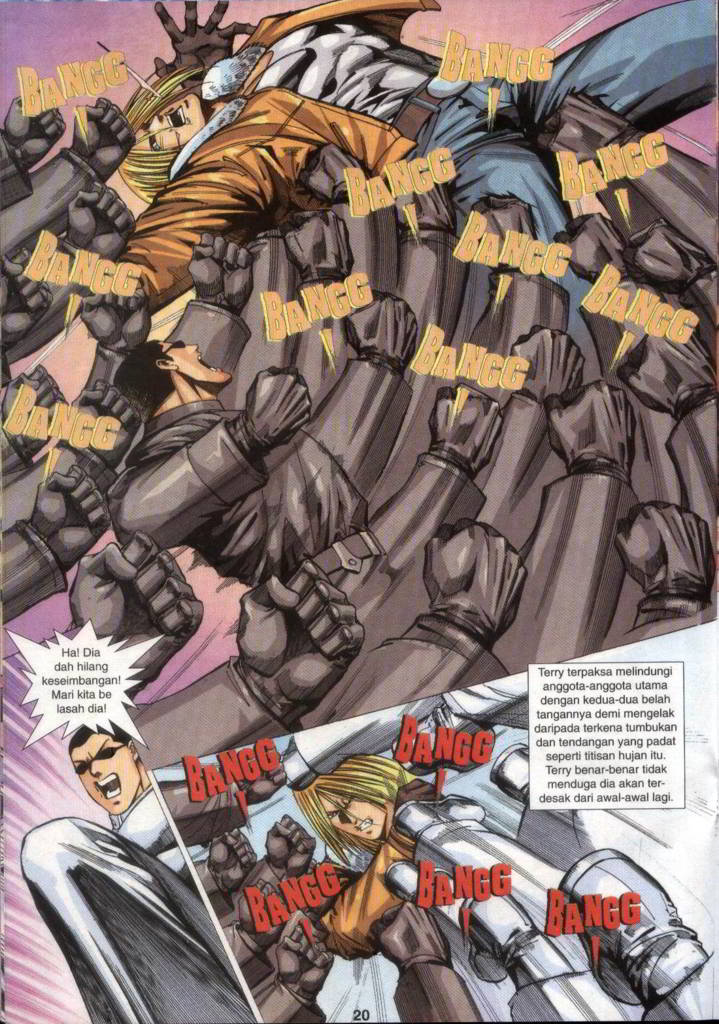 BANGG
BANGG
BANGG
BANGG
BANGG
BANGG
BANGG
BANGG
BANGG
BANGG
Ha! Dia
dah hilang
keseimbangan!
Mari kita be
lasah dia!
Terry terpaksa melindungi
anggota-anggota utama
dengan kedua-dua belah
tangannya demi mengelak
daripada terkena tumbukan
dan tendangan yang padat
seperti titisan hujan itu.
Terry benar-benar tidak
menduga dia akan ter-
desak dari awal-awal lagi.
BANGG
BANGG
BANGG
BANGG
BANGG
20